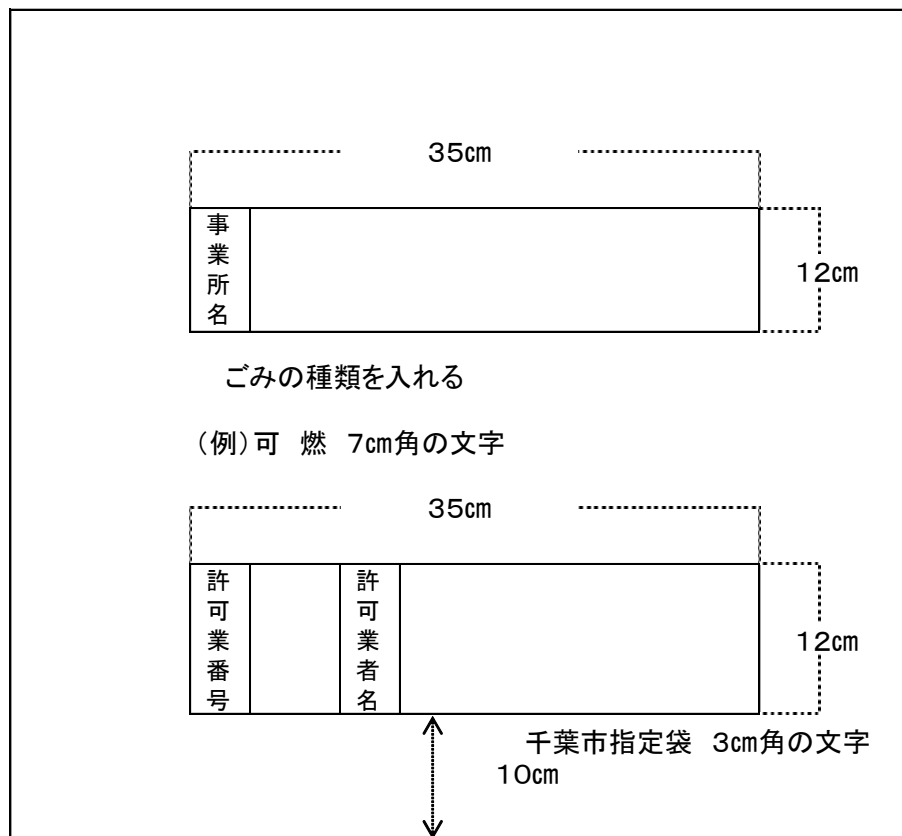 35㎝
事業所名
12㎝
ごみの種類を入れる
（例）可　燃　7㎝角の文字
35㎝
許可業番号
許可業者名
12㎝
千葉市指定袋　3㎝角の文字
10㎝